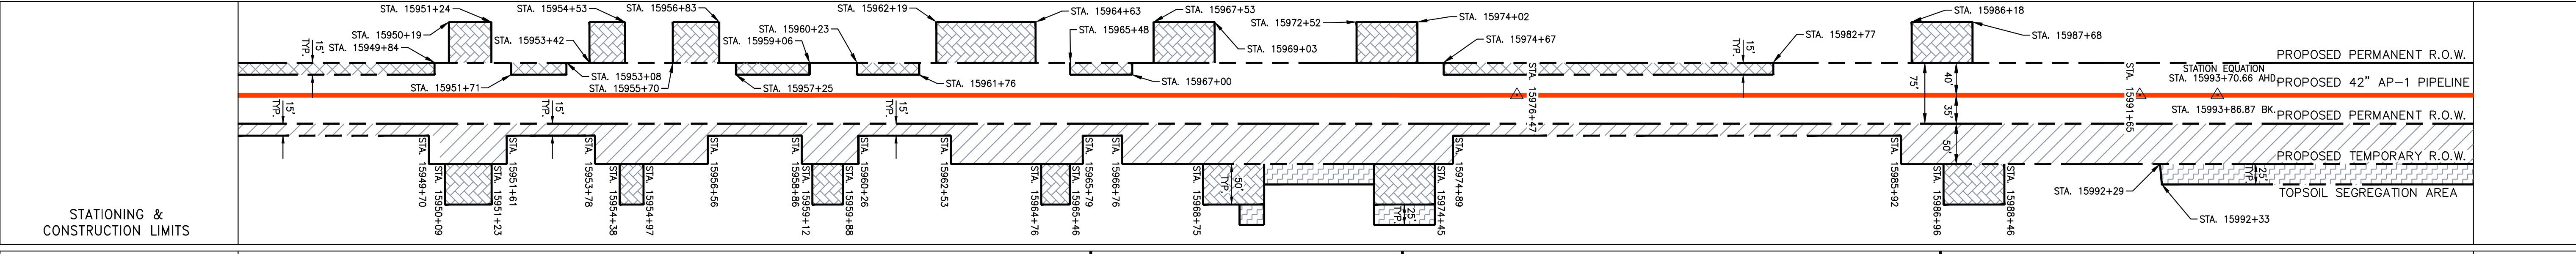 STA. 15951+24
STA. 15954+53
STA. 15956+83
STA. 15962+19
STA. 15964+63
STA. 15967+53
STA. 15974+02
STA. 15986+18
STA. 15950+19
STA. 15953+42
STA. 15960+23
STA. 15959+06
STA. 15965+48
STA. 15972+52
STA. 15969+03
STA. 15987+68
STA. 15949+84
15'
TYP.
STA. 15974+67
15'
TYP.
STA. 15982+77
PROPOSED PERMANENT R.O.W.
STA. 15953+08
STA. 15951+71
STA. 15955+70
STA. 15957+25
STA. 15961+76
STA. 15967+00
STA. 15976+47
75'
40'
STA. 15991+65
STATION EQUATION
STA. 15993+70.66 AHD
PROPOSED 42" AP-1 PIPELINE
15'
TYP.
15'
TYP.
15'
TYP.
35'
STA. 15993+86.87 BK
PROPOSED PERMANENT R.O.W.
STA. 15949+70
STA. 15950+09
STA. 15951+23
STA. 15951+61
STA. 15953+78
STA. 15954+38
STA. 15954+97
STA. 15956+56
STA. 15958+86
STA. 15959+12
STA. 15959+88
STA. 15960+26
STA. 15962+53
STA. 15964+76
STA. 15965+46
STA. 15965+79
STA. 15966+76
STA. 15968+75
50'
TYP.
25'
TYP.
STA. 15974+45
STA. 15974+89
STA. 15985+92
STA. 15986+96
50'
STA. 15988+46
PROPOSED TEMPORARY R.O.W.
STA. 15992+29
25'
TYP.
TOPSOIL SEGREGATION AREA
STA. 15992+33
STATIONING &
CONSTRUCTION LIMITS